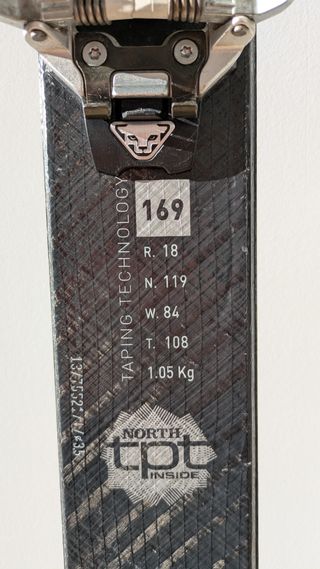 169
R. 18
N. 119
W. 84
T. 108
1.05 Kg
TAPING TECHNOLOGY
NORTH
tpt
INSIDE